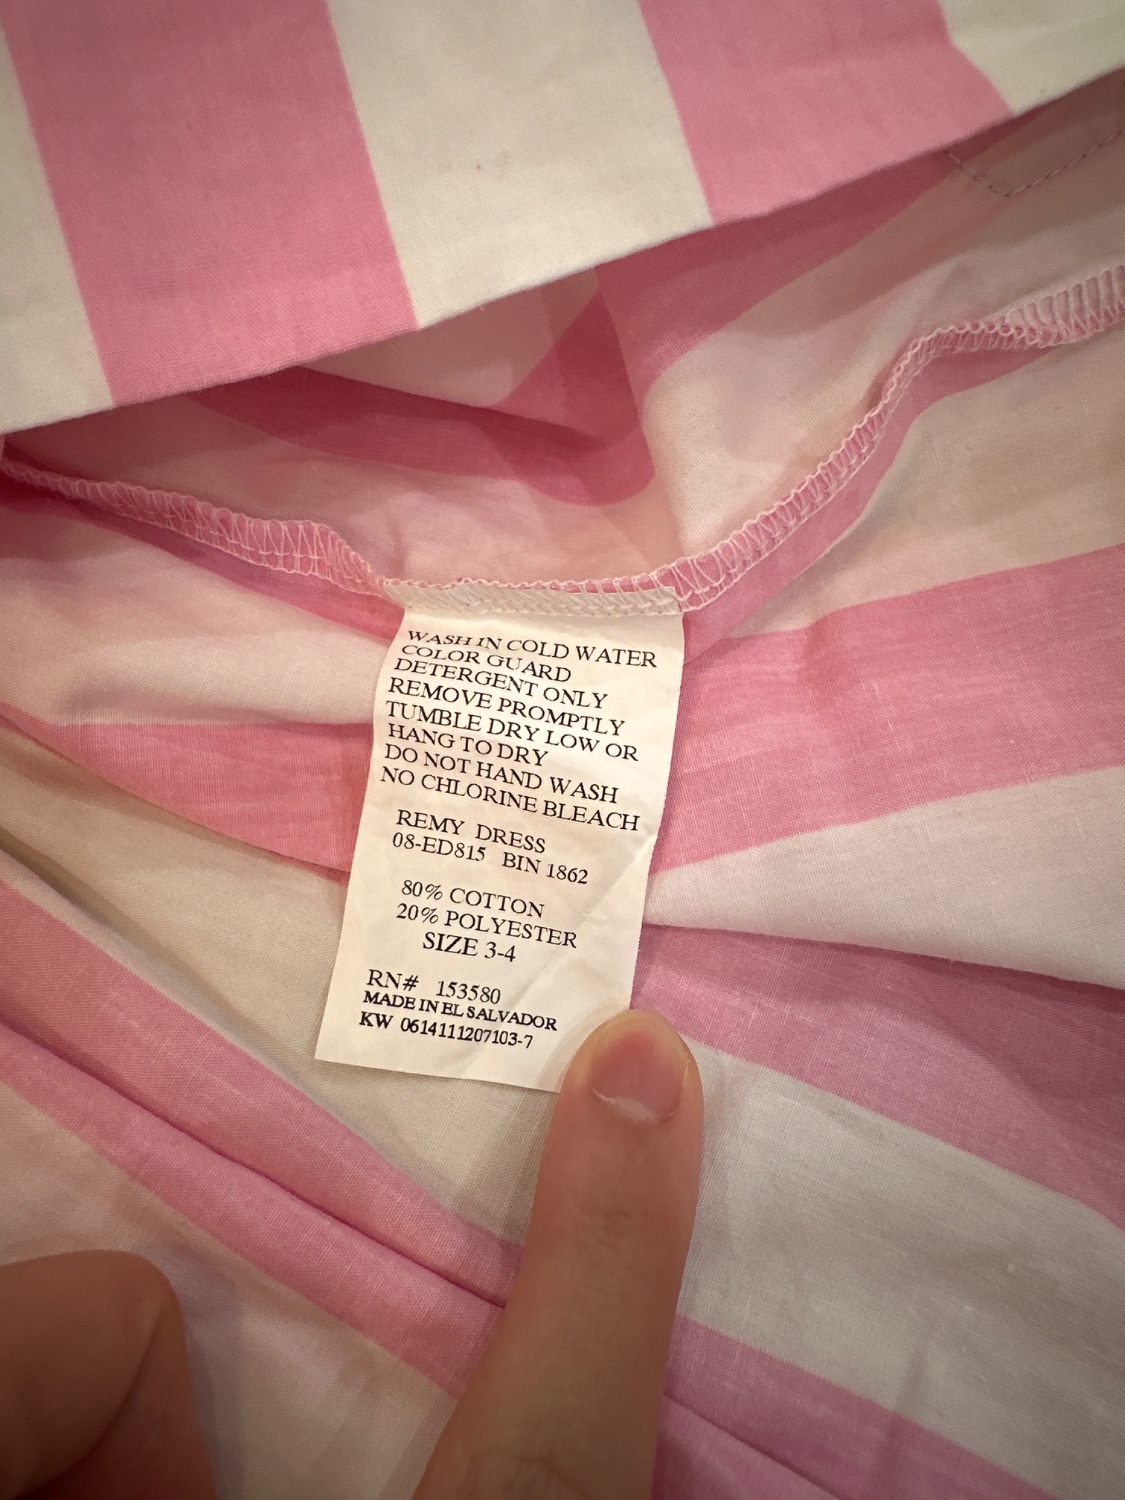 WASH IN COLD WATER
COLOR GUARD
DETERGENT ONLY
REMOVE PROMPTLY
TUMBLE DRY LOW OR
HANG TO DRY
DO NOT HAND WASH
NO CHLORINE BLEACH
REMY DRESS
08-ED815 BIN 1862
80% COTTON
20% POLYESTER
SIZE 3-4
RN# 153580
MADE IN EL SALVADOR
KW 0614111207103-7